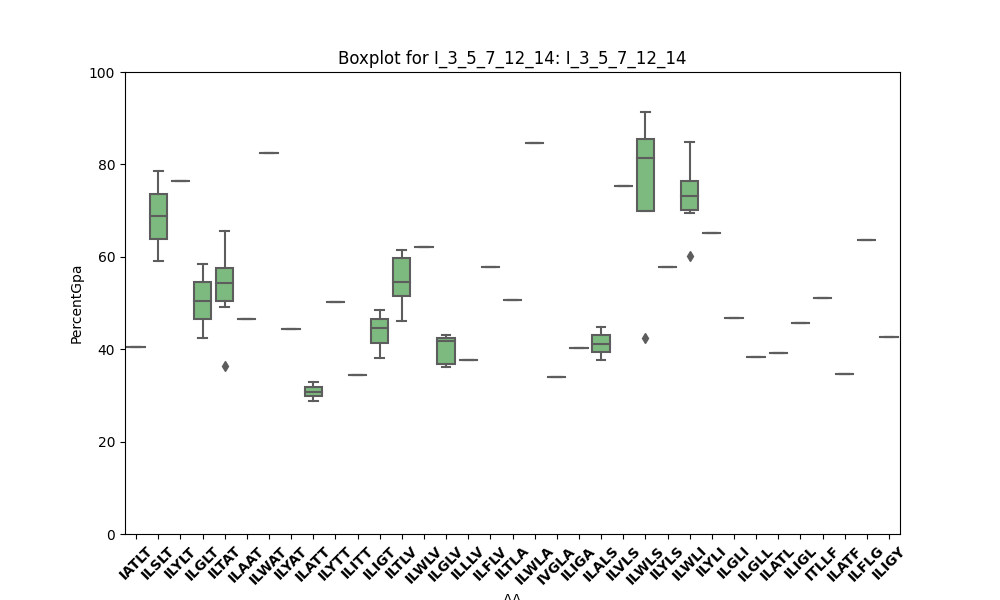 Boxplot for I_3_5_7_12_14: I_3_5_7_12_14
100
80
60
40
20
0
PercentGpa
IATLT
ILSLT
ILYLT
ILGLT
ILTAT
ILAAT
ILWAT
ILYAT
ILATT
ILYTT
ILITT
ILIGT
ILTLV
ILWLV
ILGLV
ILLLV
ILFLV
ILTLA
ILWLA
IVGLA
ILIGA
ILALS
ILVLS
ILWLS
ILYLS
ILWLI
ILYLI
ILGLI
ILGLL
ILATL
ILIGL
ITLLF
ILATF
ILFLG
ILIGY
AA